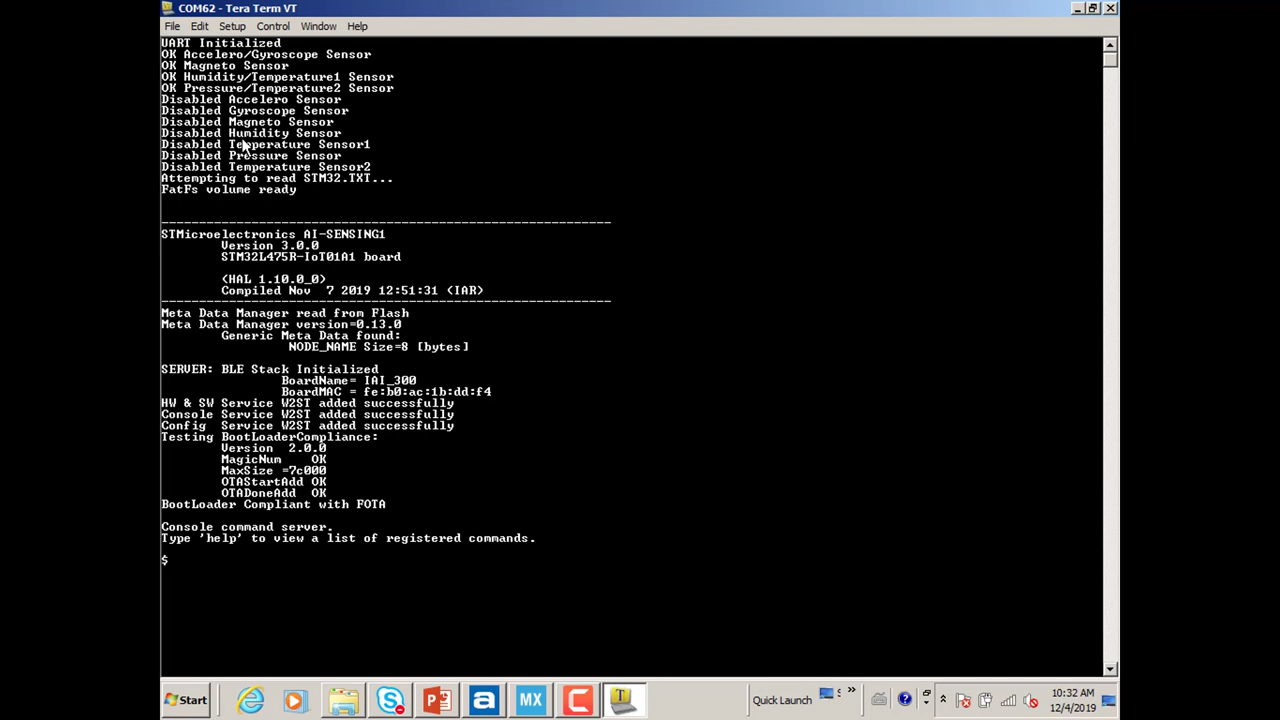 COM62 - Tera Term VT
File Edit Setup Control Window Help
UART Initialized
OK Accelero/Gyroscope Sensor
OK Magneto Sensor
OK Humidity/Temperature1 Sensor
OK Pressure/Temperature2 Sensor
Disabled Accelero Sensor
Disabled Gyroscope Sensor
Disabled Magneto Sensor
Disabled Humidity Sensor
Disabled Temperature Sensor1
Disabled Pressure Sensor
Disabled Temperature Sensor2
Attempting to read STM32.TXT...
FatFs volume ready
------------------------------------------------------------
STMicroelectronics AI-SENSING1
Version 3.0.0
STM32L475R-IoT01A1 board
(HAL 1.10.0_0)
Compiled Nov  7 2019 12:51:31 (IAR)
------------------------------------------------------------
Meta Data Manager read from Flash
Meta Data Manager version=0.13.0
Generic Meta Data found:
NODE_NAME Size=8 [bytes]
SERVER: BLE Stack Initialized
BoardName= IAI_300
BoardMAC = fe:b0:ac:1b:dd:f4
HW & SW Service W2ST added successfully
Console Service W2ST added successfully
Config  Service W2ST added successfully
Testing BootLoaderCompliance:
Version  2.0.0
MagicNum    OK
MaxSize =7c000
OTAStartAdd OK
OTADoneAdd  OK
BootLoader Compliant with FOTA
Console command server.
Type 'help' to view a list of registered commands.
$
Start
MX
Quick Launch
10:32 AM
12/4/2019